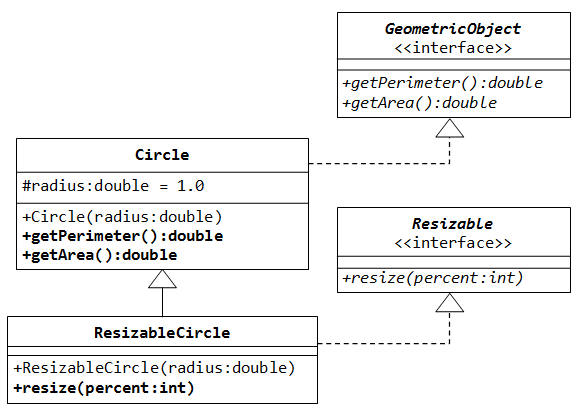 GeometricObject
<<interface>>
+getPerimeter():double
+getArea():double
Circle
#radius:double = 1.0
+Circle(radius:double)
+getPerimeter():double
+getArea():double
Resizable
<<interface>>
+resize(percent:int)
ResizableCircle
+ResizableCircle(radius:double)
+resize(percent:int)